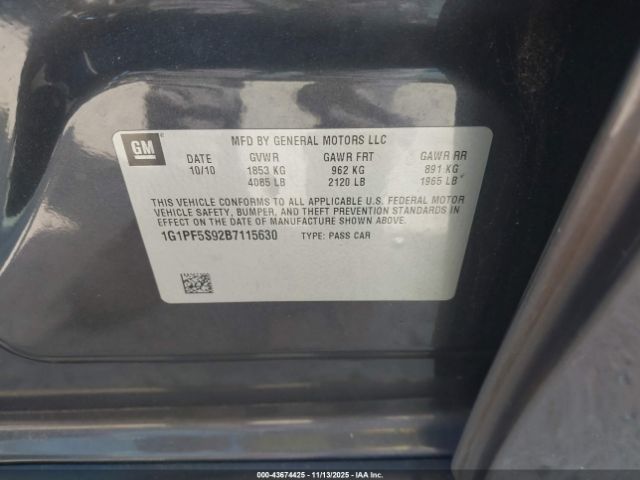 GM
MFD BY GENERAL MOTORS LLC
DATE GVWR GAWR FRT GAWR RR
10/10 1853 KG 962 KG 891 KG
4085 LB 2120 LB 1965 LB
THIS VEHICLE CONFORMS TO ALL APPLICABLE U.S. FEDERAL MOTOR
VEHICLE SAFETY, BUMPER, AND THEFT PREVENTION STANDARDS IN
EFFECT ON THE DATE OF MANUFACTURE SHOWN ABOVE.
1G1PF5S92B7115630 TYPE: PASS CAR
000-43674425 - 11/13/2025 - IAA Inc.